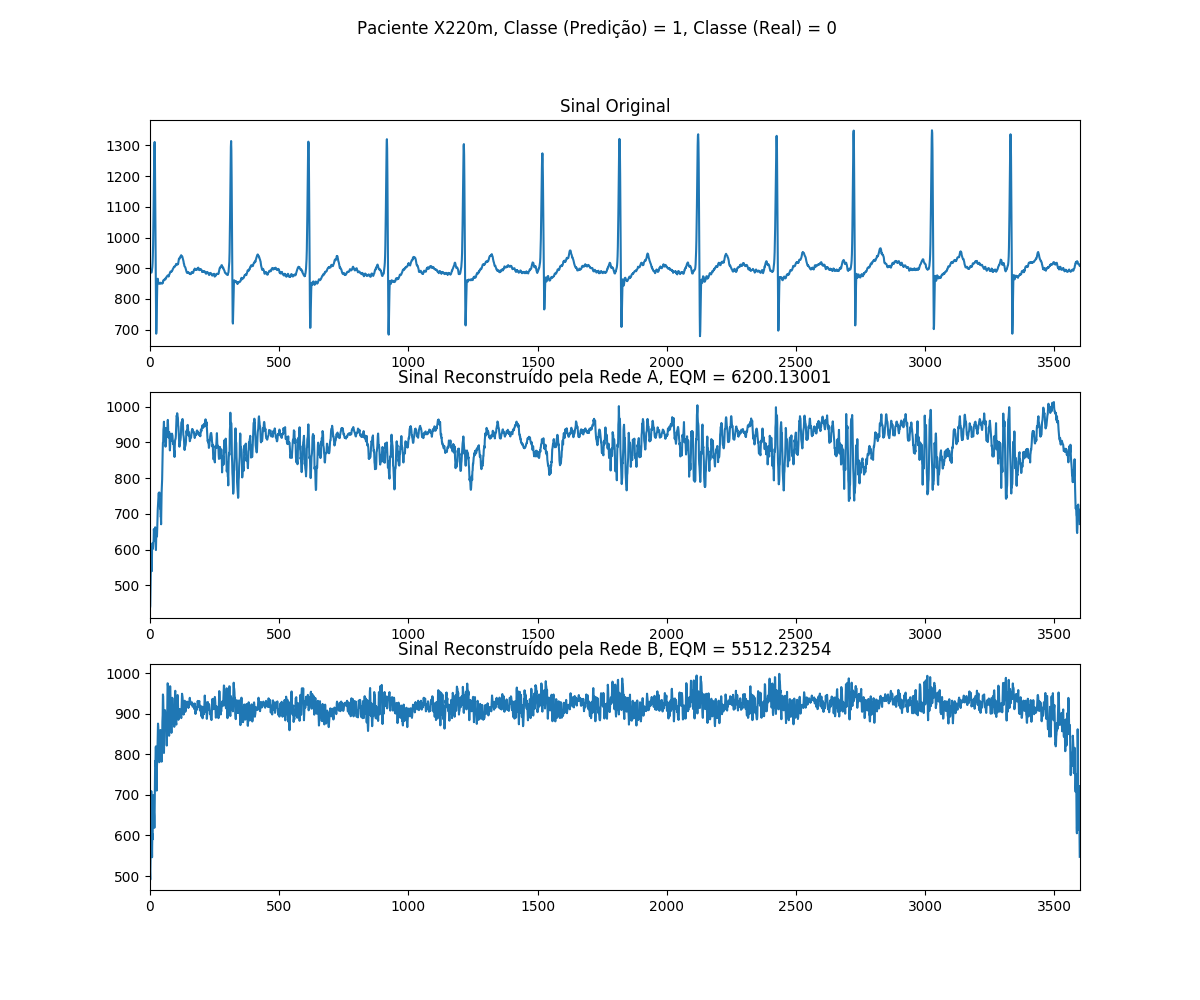 Paciente X220m, Classe (Predição) = 1, Classe (Real) = 0
Sinal Original
1300
1200
1100
1000
900
800
700
0 500 1000 1500 2000 2500 3000 3500
Sinal Reconstruído pela Rede A, EQM = 6200.13001
1000
900
800
700
600
500
0 500 1000 1500 2000 2500 3000 3500
Sinal Reconstruído pela Rede B, EQM = 5512.23254
1000
900
800
700
600
500
0 500 1000 1500 2000 2500 3000 3500